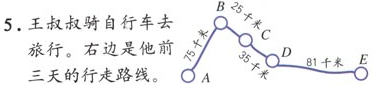 5.王叔叔骑自行车去
旅行。右边是他前
三天的行走路线。
B
25千米
C
75千米
35千米
D
81千米
E
A